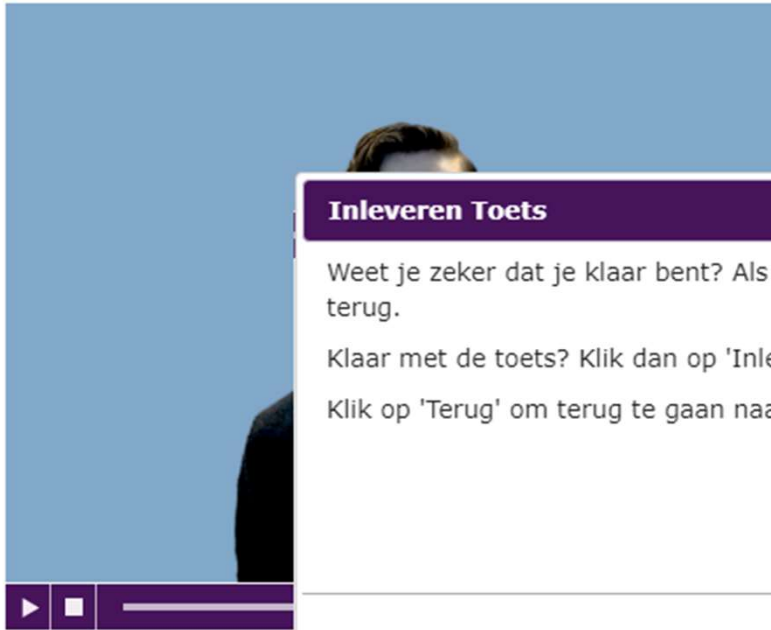 Inleveren Toets
Weet je zeker dat je klaar bent? Als
terug.
Klaar met de toets? Klik dan op 'Inle
Klik op 'Terug' om terug te gaan naa